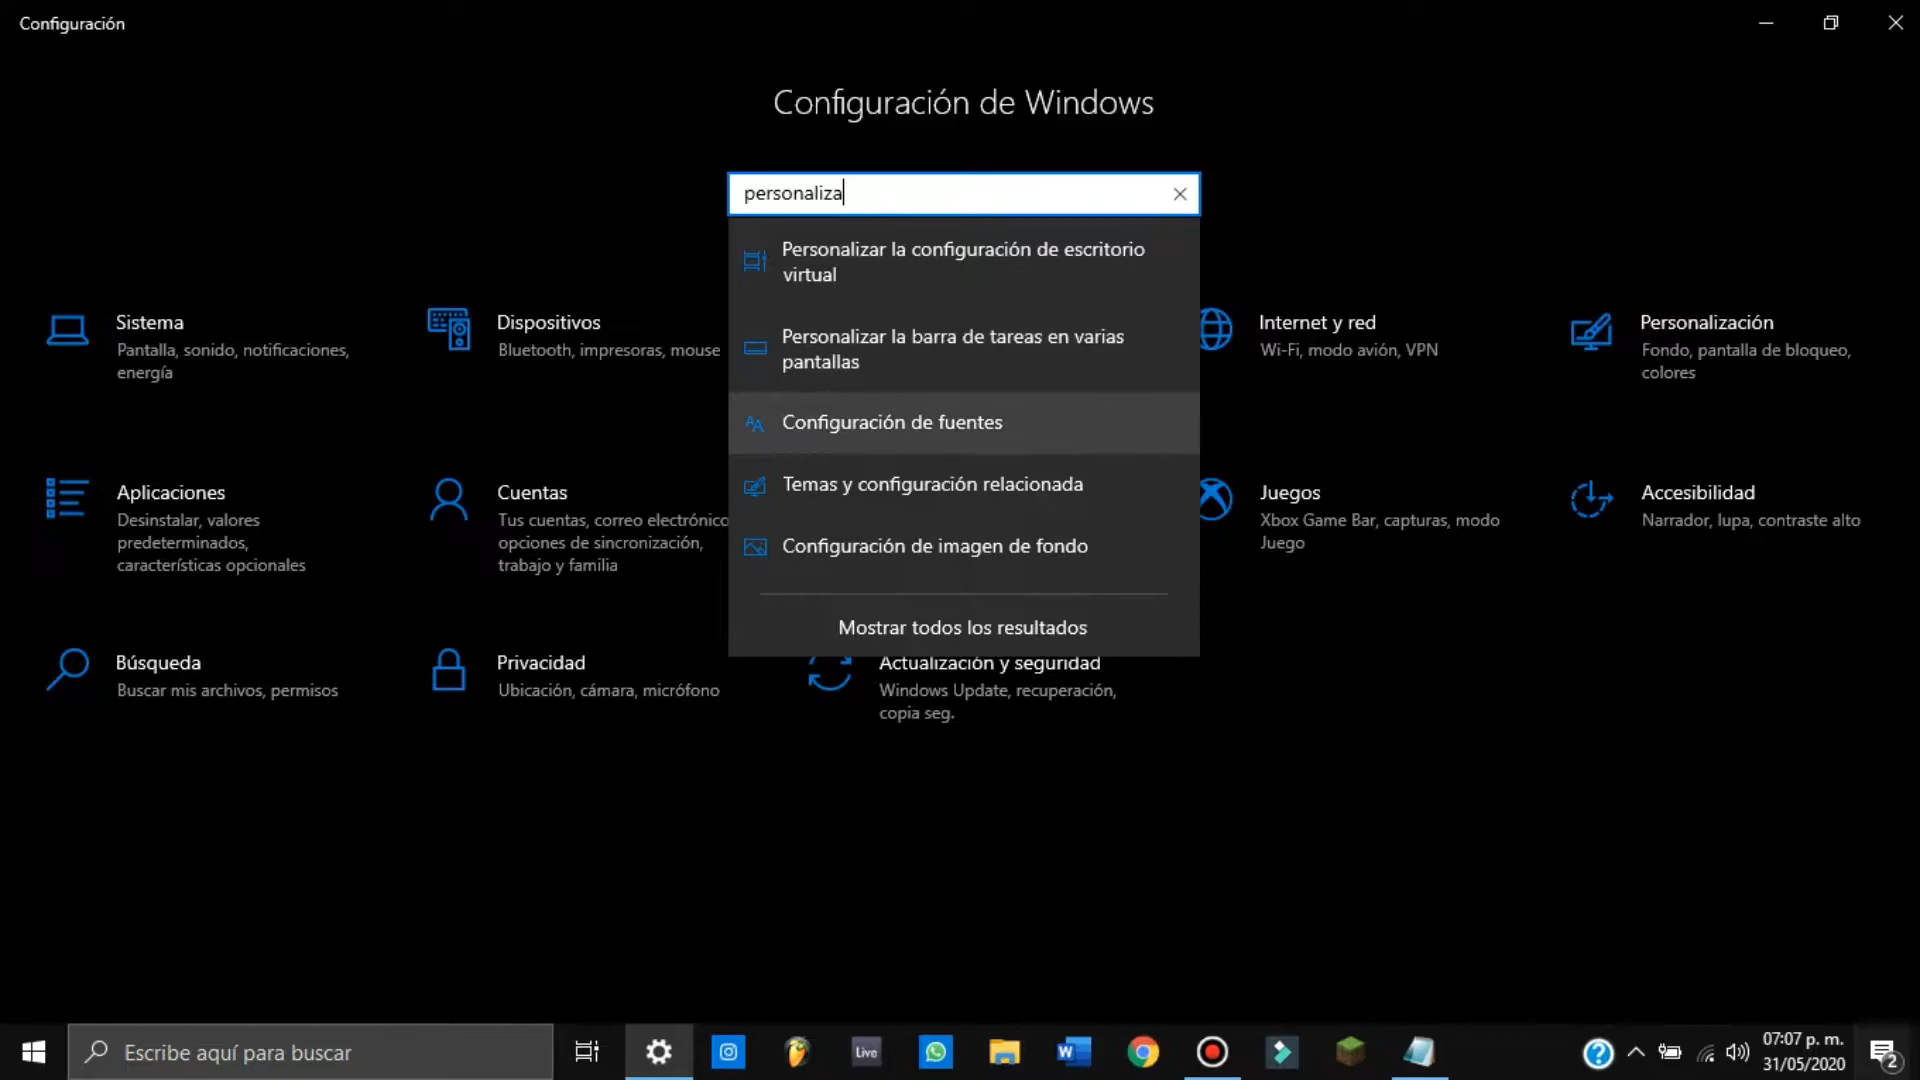 Configuración
Configuración de Windows
personaliza
Personalizar la configuración de escritorio
virtual
Personalizar la barra de tareas en varias
pantallas
Configuración de fuentes
Temas y configuración relacionada
Configuración de imagen de fondo
Mostrar todos los resultados
Sistema
Pantalla, sonido, notificaciones,
energía
Dispositivos
Bluetooth, impresoras, mouse
Internet y red
Wi-Fi, modo avión, VPN
Personalización
Fondo, pantalla de bloqueo,
colores
Aplicaciones
Desinstalar, valores
predeterminados,
características opcionales
Cuentas
Tus cuentas, correo electrónico
opciones de sincronización,
trabajo y familia
Juegos
Xbox Game Bar, capturas, modo
Juego
Accesibilidad
Narrador, lupa, contraste alto
Búsqueda
Buscar mis archivos, permisos
Privacidad
Ubicación, cámara, micrófono
Actualización y seguridad
Windows Update, recuperación,
copia seg.
Escribe aquí para buscar
Live
W
?
07:07 p. m.
31/05/2020
2